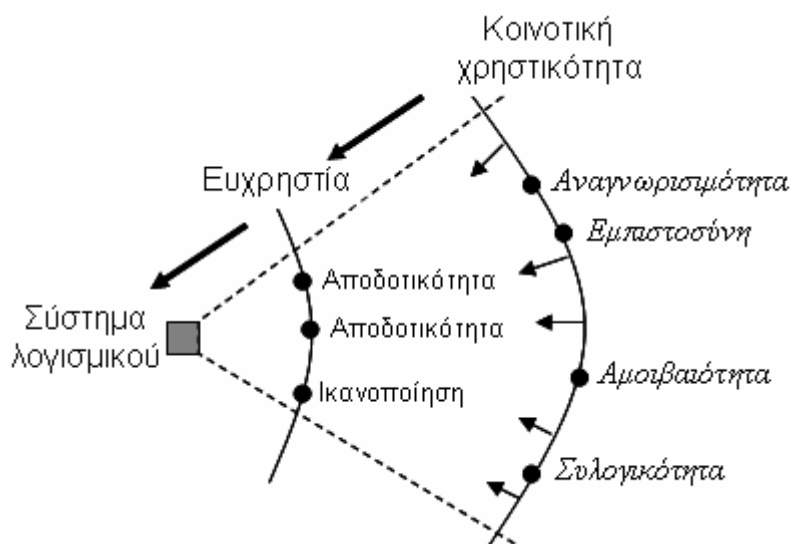 Κοινοτική
χρηστικότητα
Ευχρηστία
Αναγνωρισιμότητα
Εμπιστοσύνη
Αποδοτικότητα
Σύστημα
λογισμικού
Αποδοτικότητα
Αμοιβαιότητα
Ικανοποίηση
Συλογικότητα